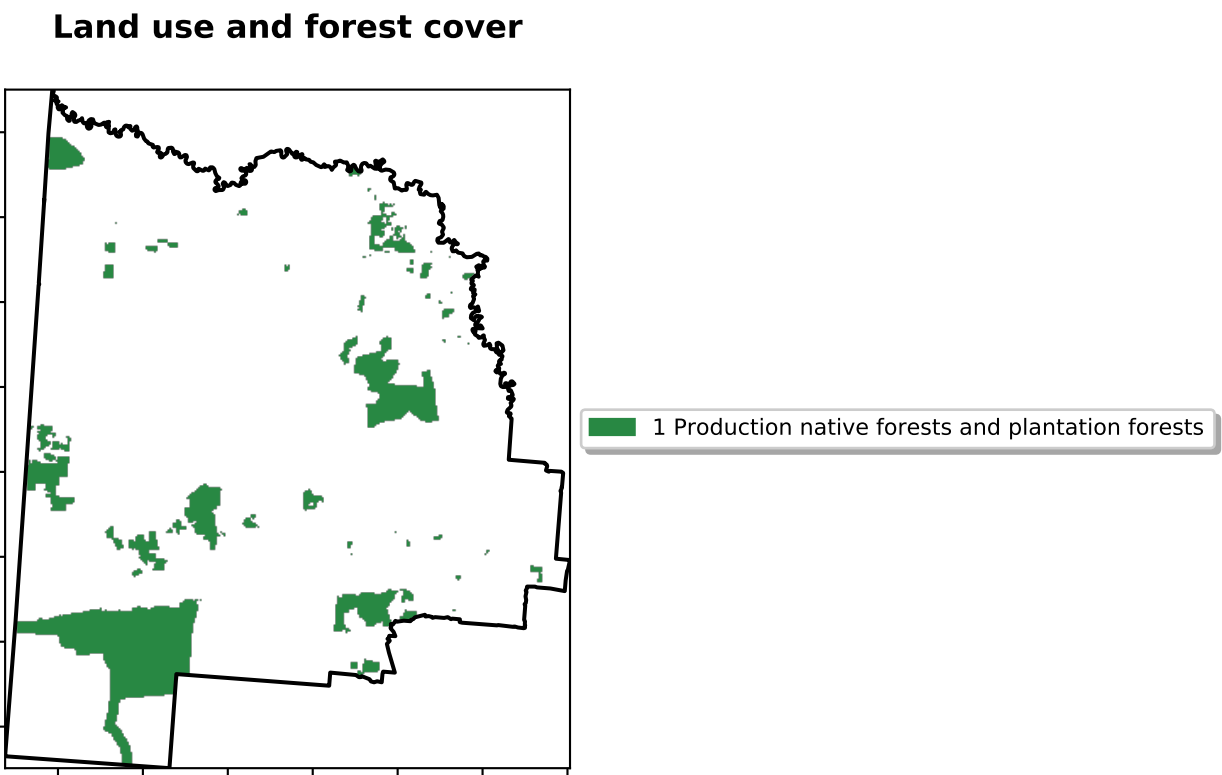 Land use and forest cover
1 Production native forests and plantation forests